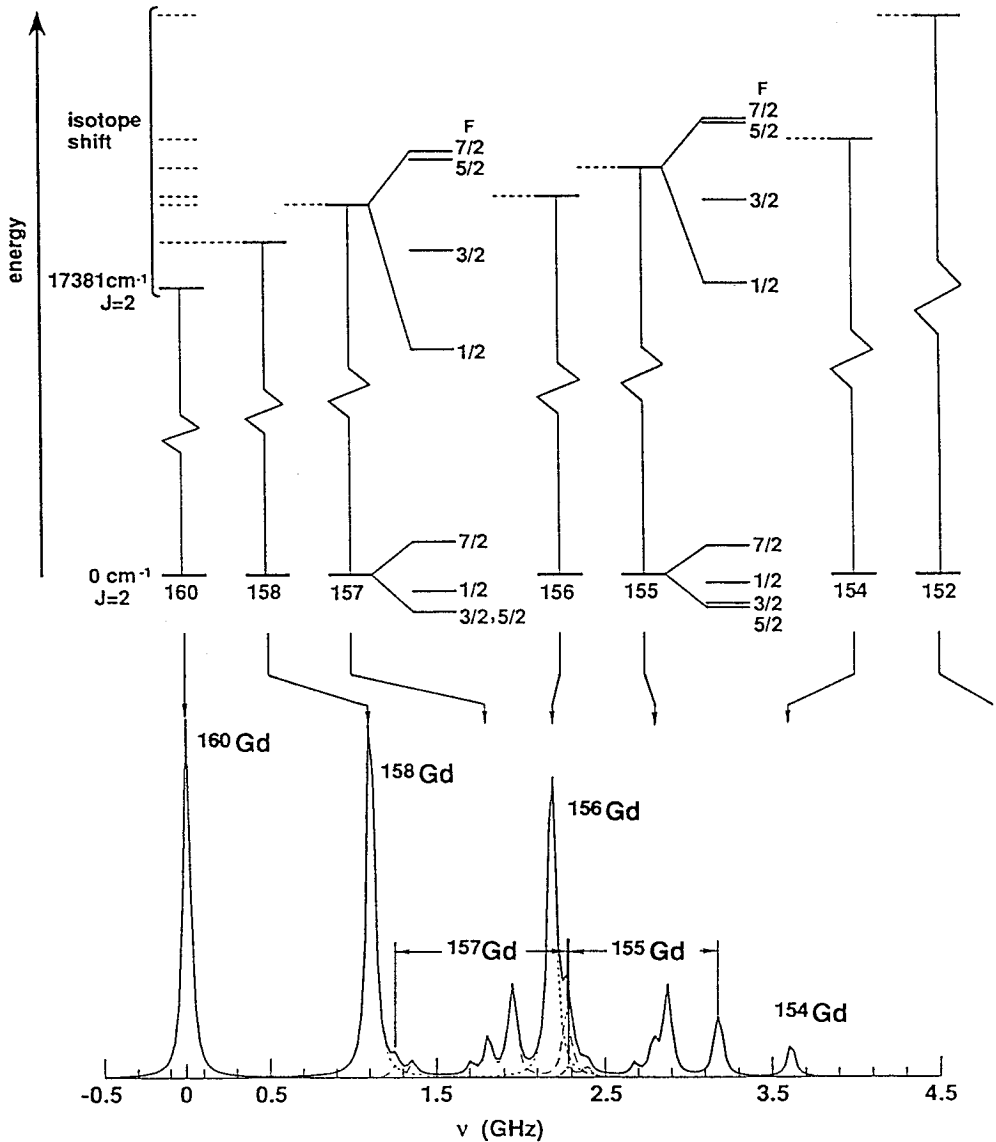 energy
isotope
shift
17381cm-1
J=2
F
7/2
5/2
3/2
1/2
F
7/2
5/2
3/2
1/2
0 cm-1
J=2
160
158
157
7/2
1/2
3/2,5/2
156
155
7/2
1/2
3/2
5/2
154
152
160Gd
158Gd
156Gd
157Gd
155Gd
154Gd
-0.5
0
0.5
1.5
2.5
3.5
4.5
ν (GHz)